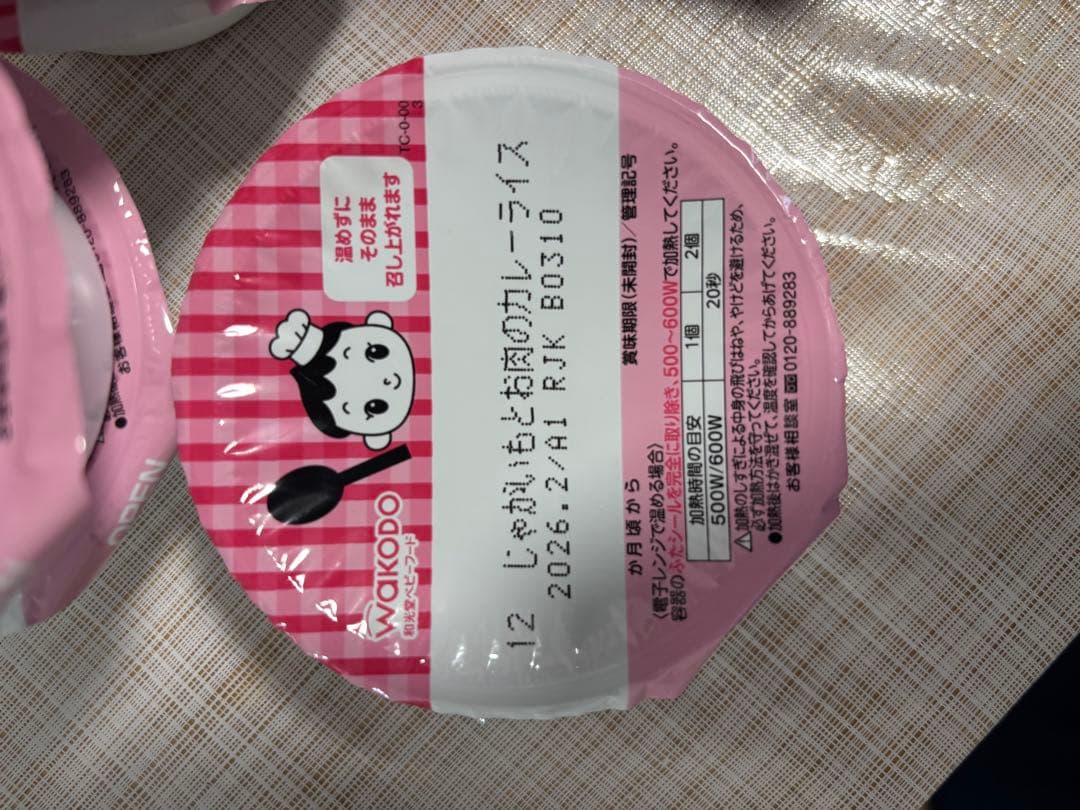 温めずに
そのまま
召し上がれます
TC-0-00
3
WaKODO
和光堂ベビーフード
12 じゃがいもとお肉のカレーライス
2026.2/A1 RJK B0310
か月頃から 賞味期限(未開封)/管理記号
〈電子レンジで温める場合〉
容器のふたシールを完全に取り除き、500~600Wで加熱してください。
加熱時間の目安 1個 2個
500W/600W 20秒
⚠加熱のしすぎによる中身の飛びはねや、やけどを避けるため、
必ず加熱方法を守ってください。
●加熱後はかき混ぜて、温度を確認してからあげてください。
お客様相談室 0120-889283
OPEN